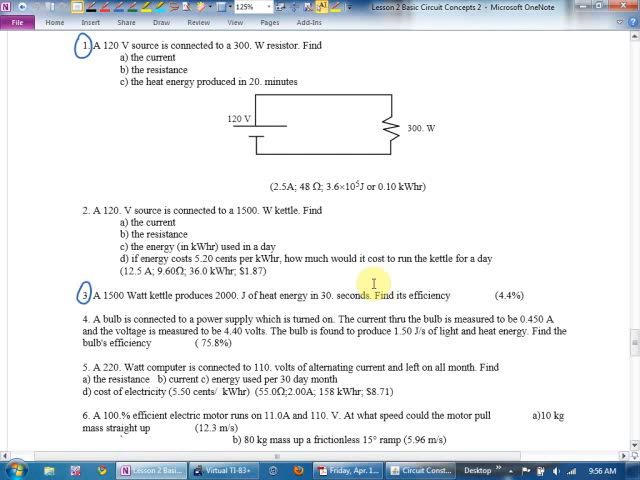 Lesson 2 Basic Circuit Concepts 2 - Microsoft OneNote
125%
File Home Insert Share Draw Review View Page Add-Ins
1. A 120 V source is connected to a 300. W resistor. Find
a) the current
b) the resistance
c) the heat energy produced in 20. minutes
120 V
300. W
(2.5A; 48 Ω; 3.6×10⁵J or 0.10 kWhr)
2. A 120. V source is connected to a 1500. W kettle. Find
a) the current
b) the resistance
c) the energy (in kWhr) used in a day
d) if energy costs 5.20 cents per kWhr, how much would it cost to run the kettle for a day
(12.5 A; 9.60Ω; 36.0 kWhr; $1.87)
3. A 1500 Watt kettle produces 2000. J of heat energy in 30. seconds. Find its efficiency (4.4%)
4. A bulb is connected to a power supply which is turned on. The current thru the bulb is measured to be 0.450 A
and the voltage is measured to be 4.40 volts. The bulb is found to produce 1.50 J/s of light and heat energy. Find the
bulb's efficiency ( 75.8%)
5. A 220. Watt computer is connected to 110. volts of alternating current and left on all month. Find
a) the resistance b) current c) energy used per 30 day month
d) cost of electricity (5.50 cents/ kWhr) (55.0Ω;2.00A; 158 kWhr; $8.71)
6. A 100.% efficient electric motor runs on 11.0A and 110. V. At what speed could the motor pull a)10 kg
mass straight up (12.3 m/s)
b) 80 kg mass up a frictionless 15° ramp (5.96 m/s)
Lesson 2 Basi... Virtual TI-83+ Friday, Apr. 1... Circuit Const... Desktop » 9:56 AM